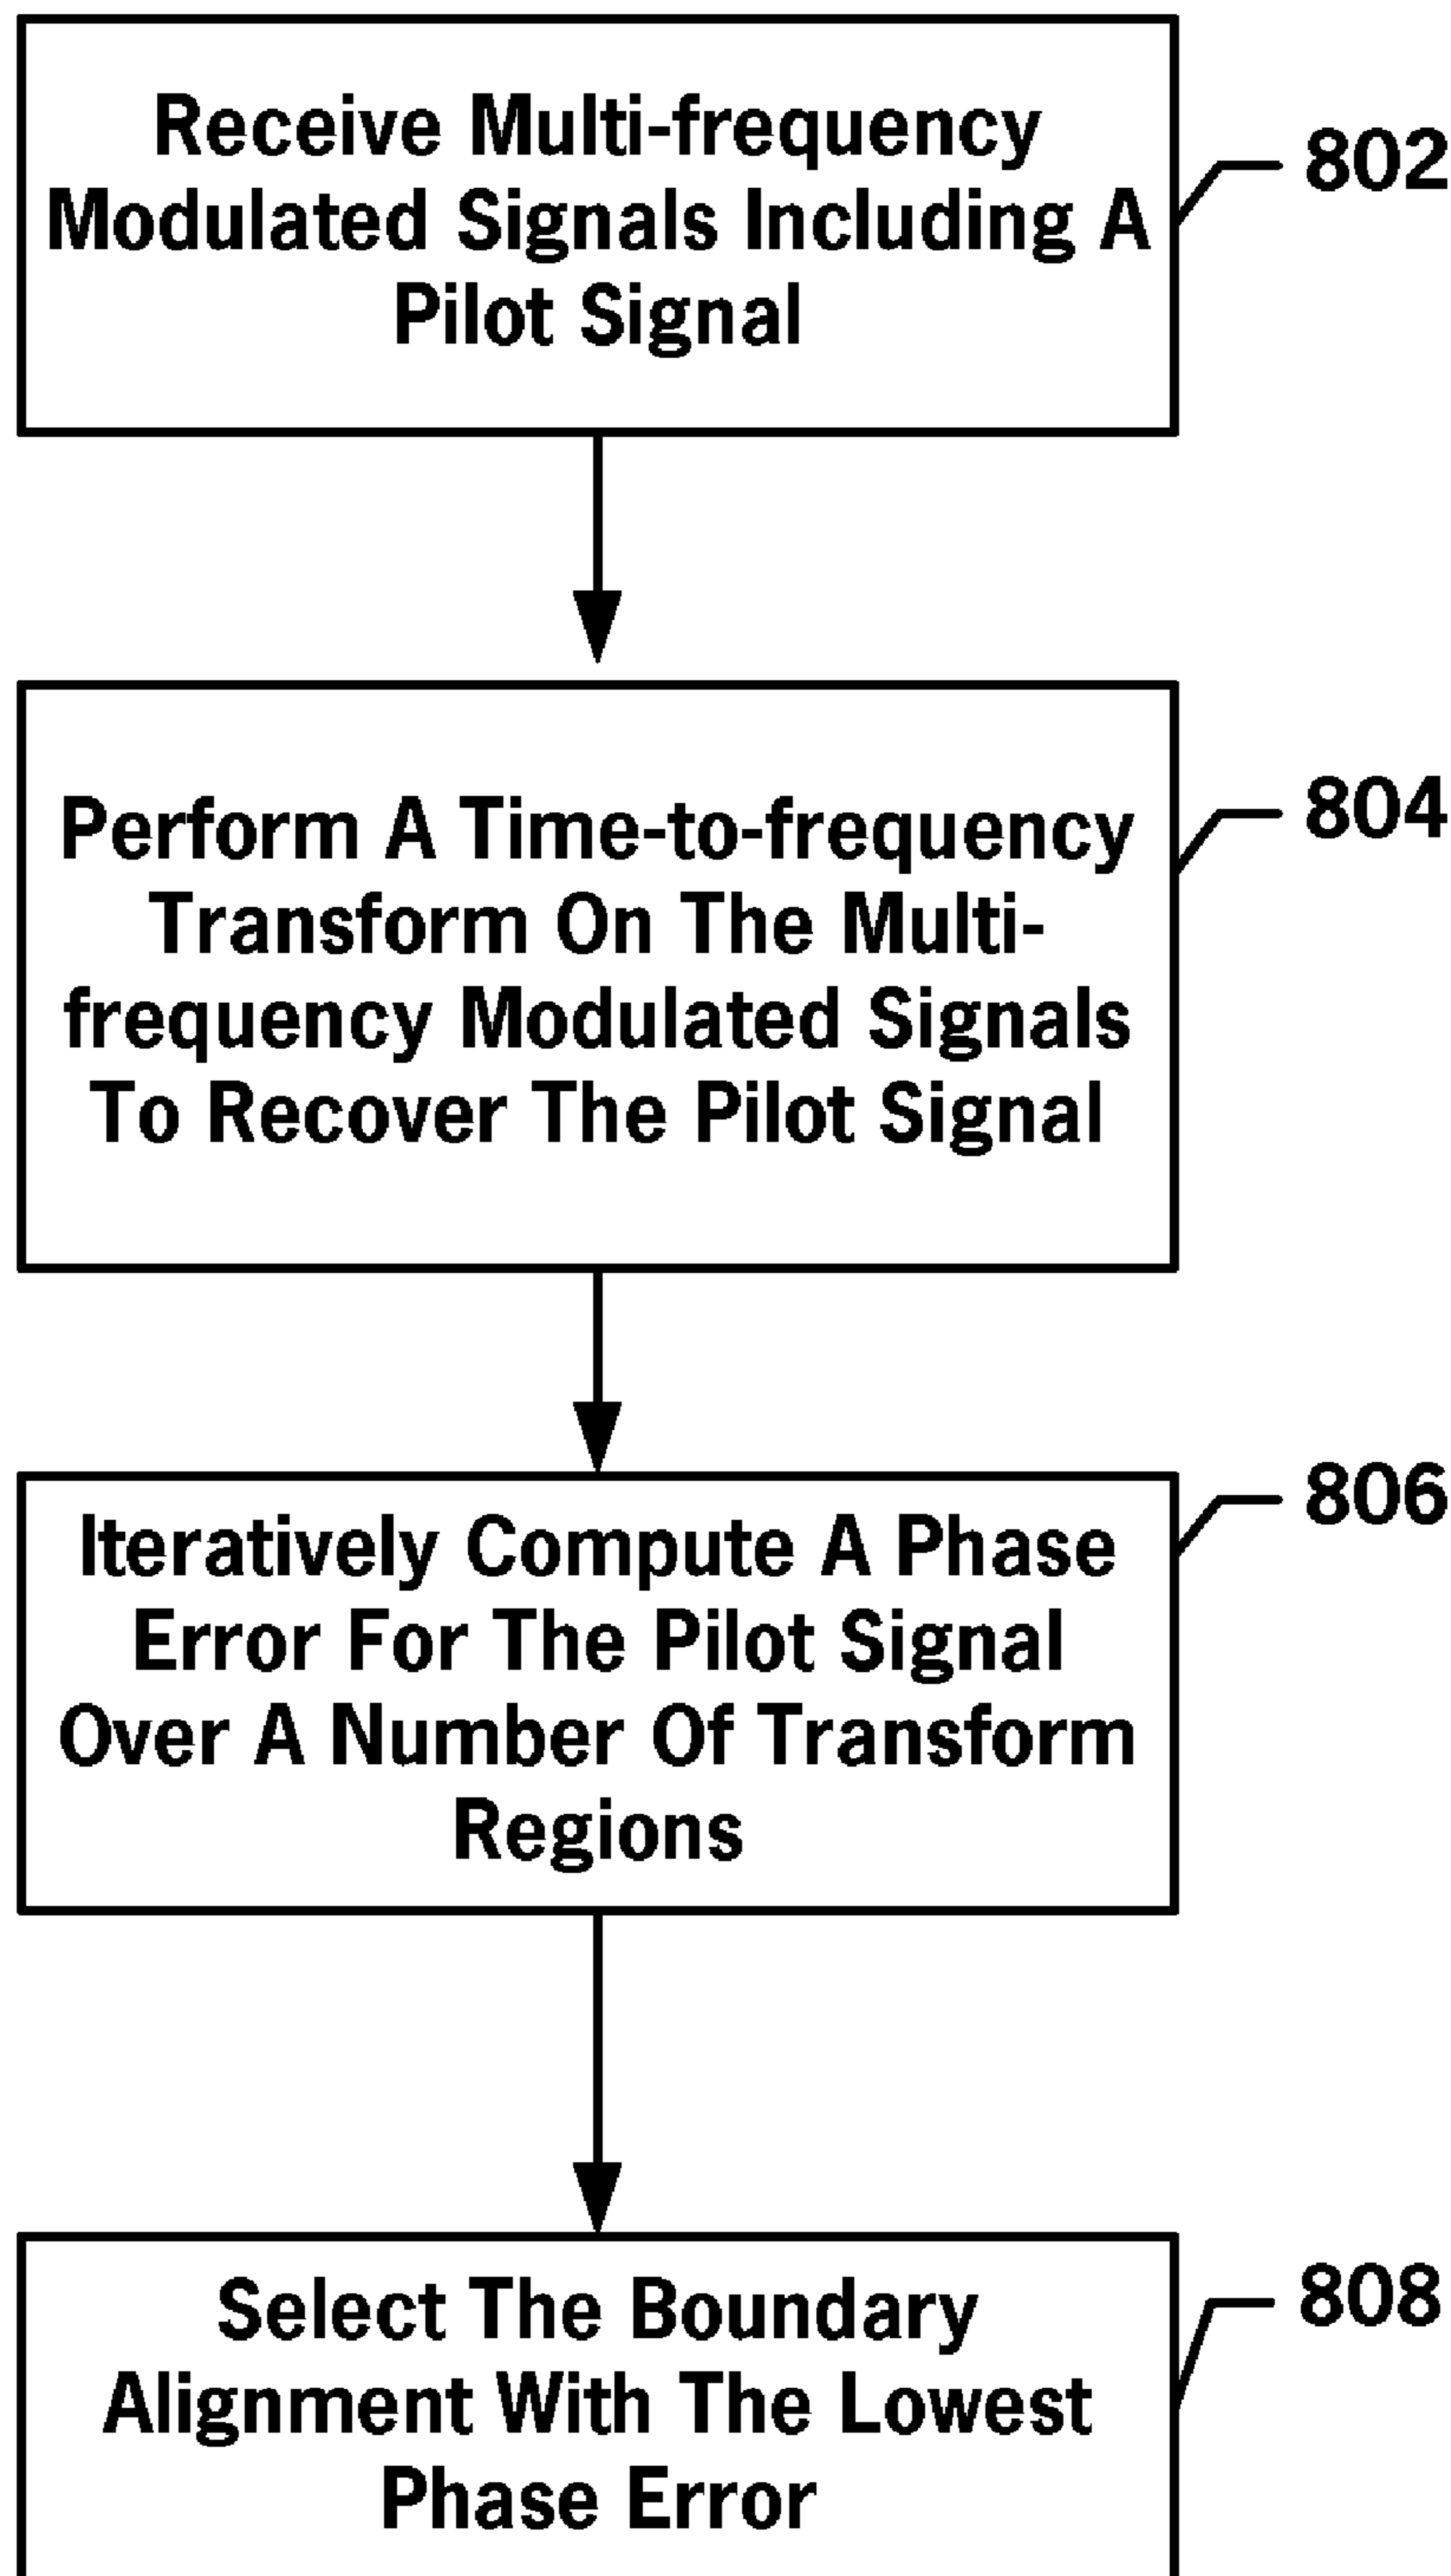 Receive Multi-frequency
Modulated Signals Including A
Pilot Signal
802
Perform A Time-to-frequency
Transform On The Multi-
frequency Modulated Signals
To Recover The Pilot Signal
804
Iteratively Compute A Phase
Error For The Pilot Signal
Over A Number Of Transform
Regions
806
Select The Boundary
Alignment With The Lowest
Phase Error
808